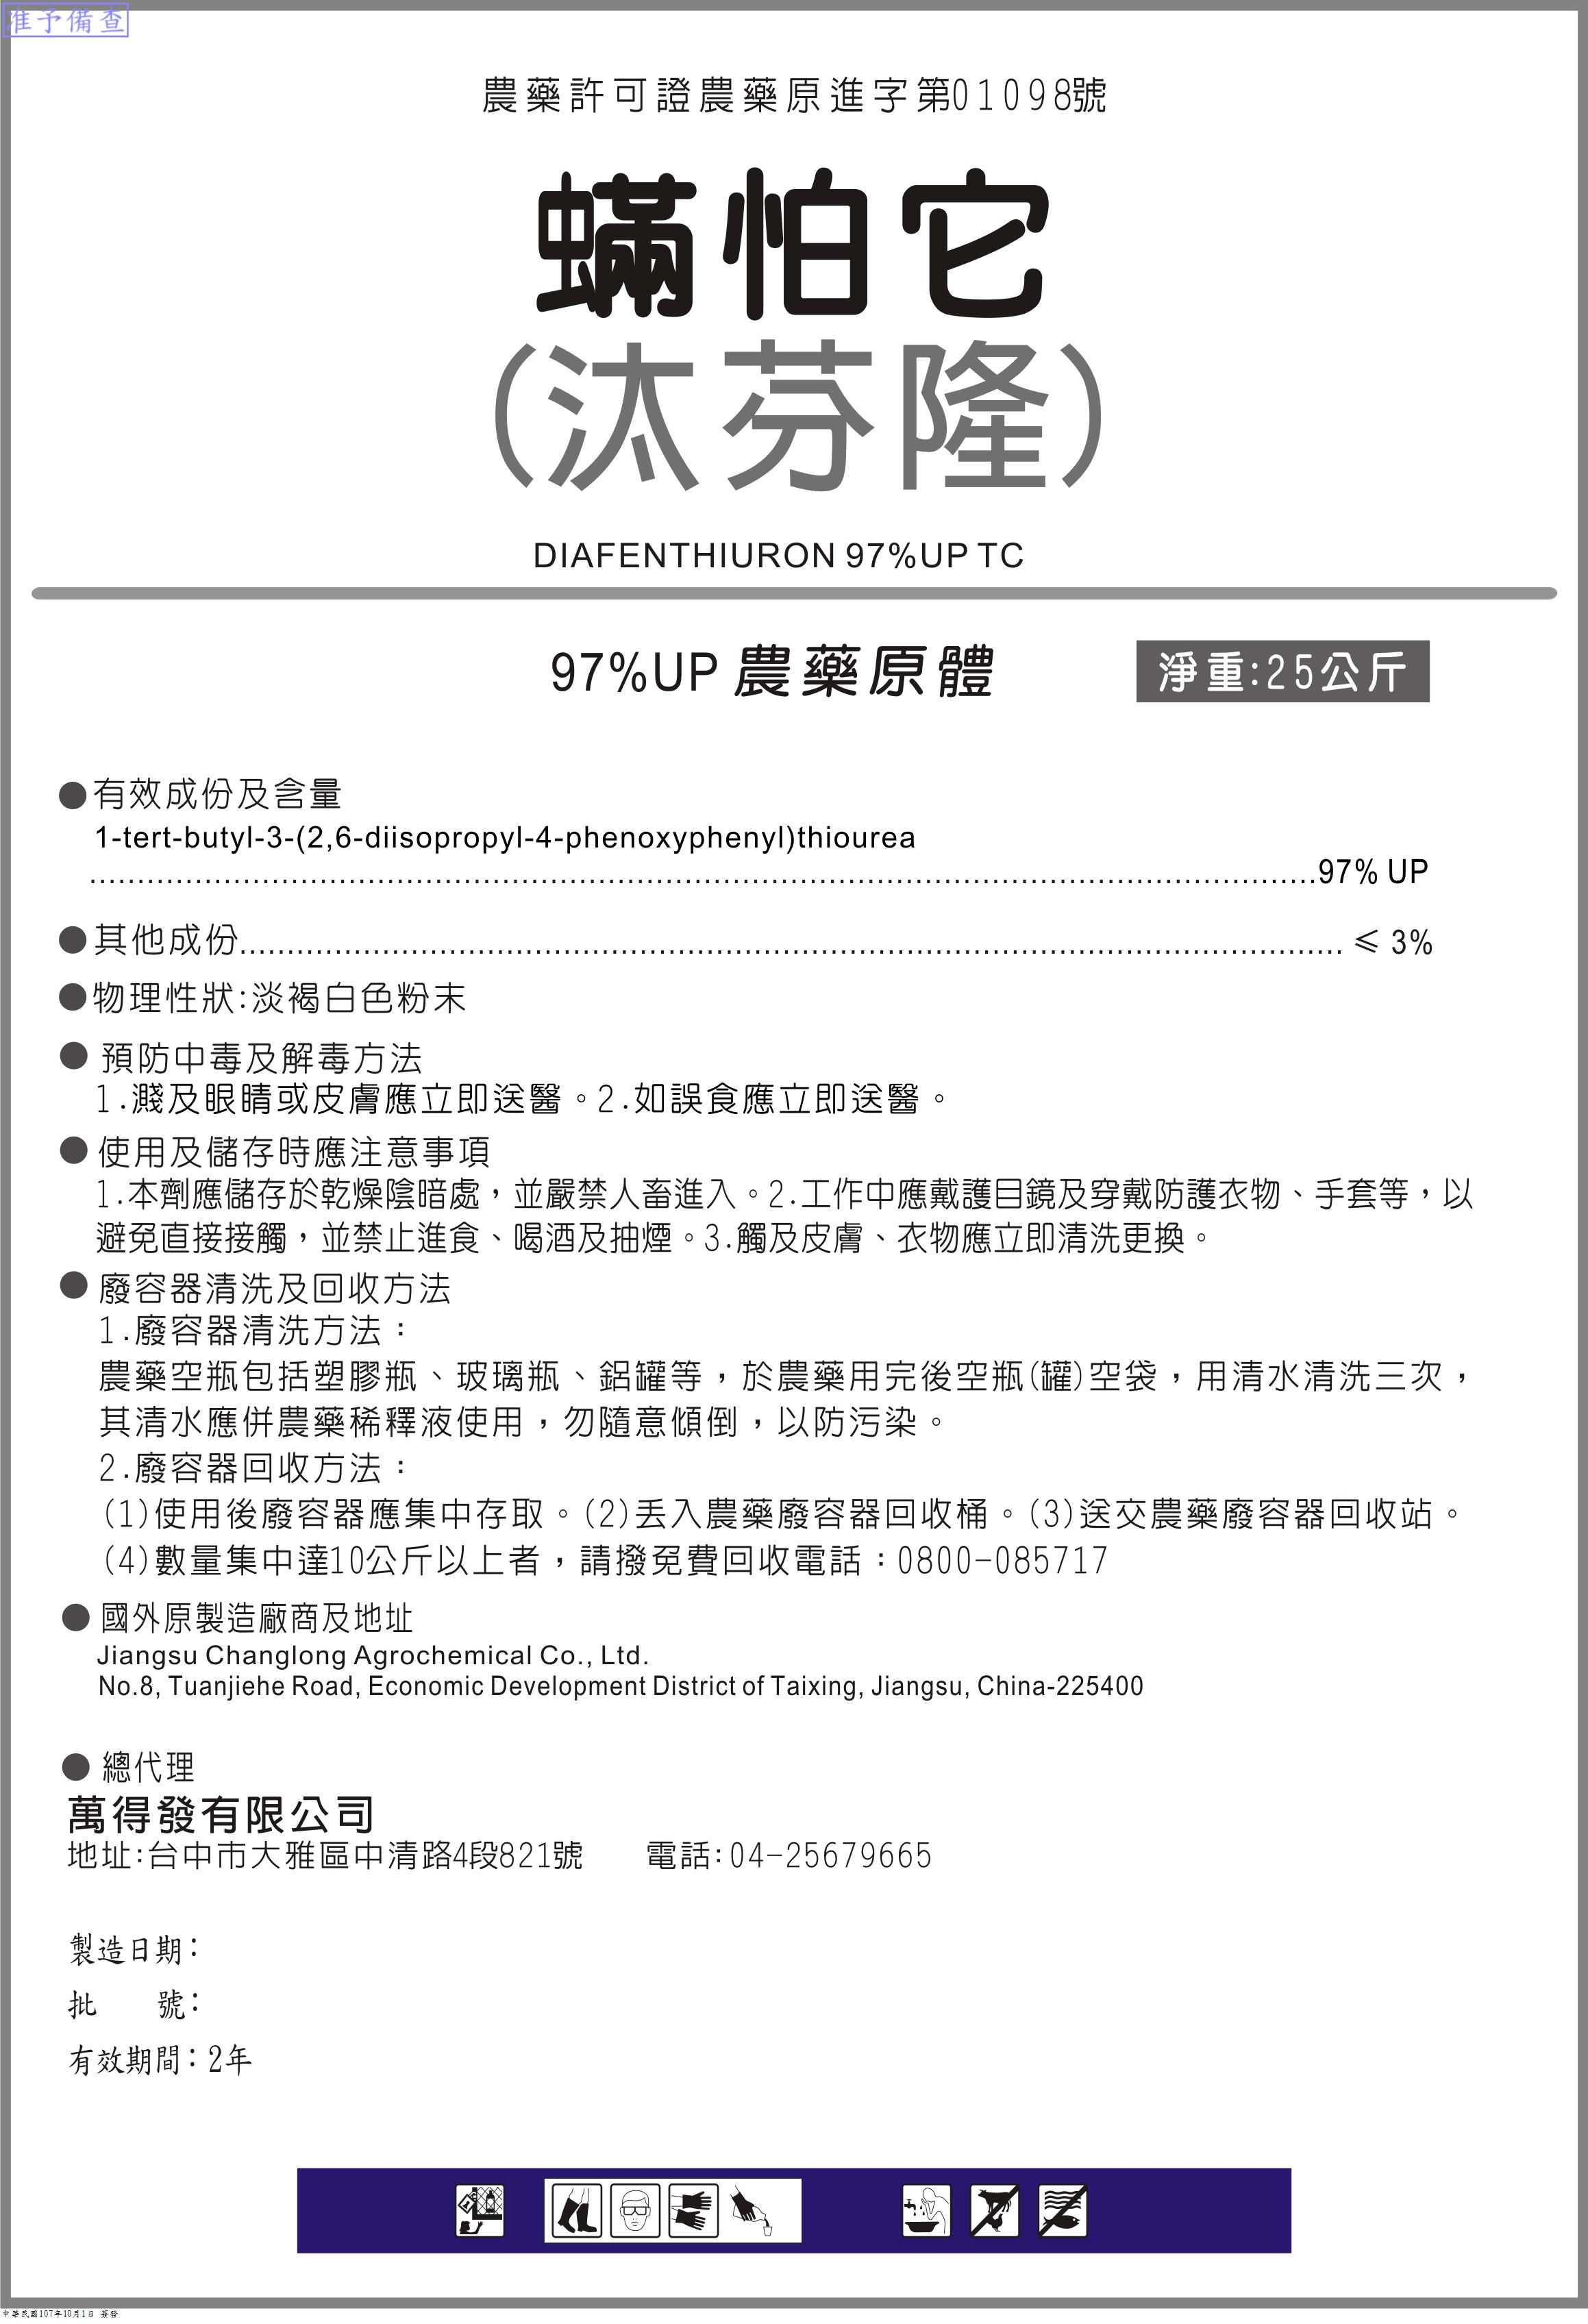 准予備查
農藥許可證農藥原進字第01098號
蟎怕它
(汰芬隆)
DIAFENTHIURON 97%UP TC
97%UP 農藥原體
淨重:25公斤
●有效成份及含量
1-tert-butyl-3-(2,6-diisopropyl-4-phenoxyphenyl)thiourea
........................................................................................................................97% UP
●其他成份............................................................................................................ ≤ 3%
●物理性狀:淡褐白色粉末
● 預防中毒及解毒方法
1.濺及眼睛或皮膚應立即送醫。2.如誤食應立即送醫。
● 使用及儲存時應注意事項
1.本劑應儲存於乾燥陰暗處，並嚴禁人畜進入。2.工作中應戴護目鏡及穿戴防護衣物、手套等，以
避免直接接觸，並禁止進食、喝酒及抽煙。3.觸及皮膚、衣物應立即清洗更換。
● 廢容器清洗及回收方法
1.廢容器清洗方法：
農藥空瓶包括塑膠瓶、玻璃瓶、鋁罐等，於農藥用完後空瓶(罐)空袋，用清水清洗三次，
其清水應併農藥稀釋液使用，勿隨意傾倒，以防污染。
2.廢容器回收方法：
(1)使用後廢容器應集中存取。(2)丟入農藥廢容器回收桶。(3)送交農藥廢容器回收站。
(4)數量集中達10公斤以上者，請撥免費回收電話：0800-085717
● 國外原製造廠商及地址
Jiangsu Changlong Agrochemical Co., Ltd.
No.8, Tuanjiehe Road, Economic Development District of Taixing, Jiangsu, China-225400
● 總代理
萬得發有限公司
地址:台中市大雅區中清路4段821號 電話:04-25679665
製造日期:
批 號:
有效期間:2年
中華民國107年10月1日 簽發